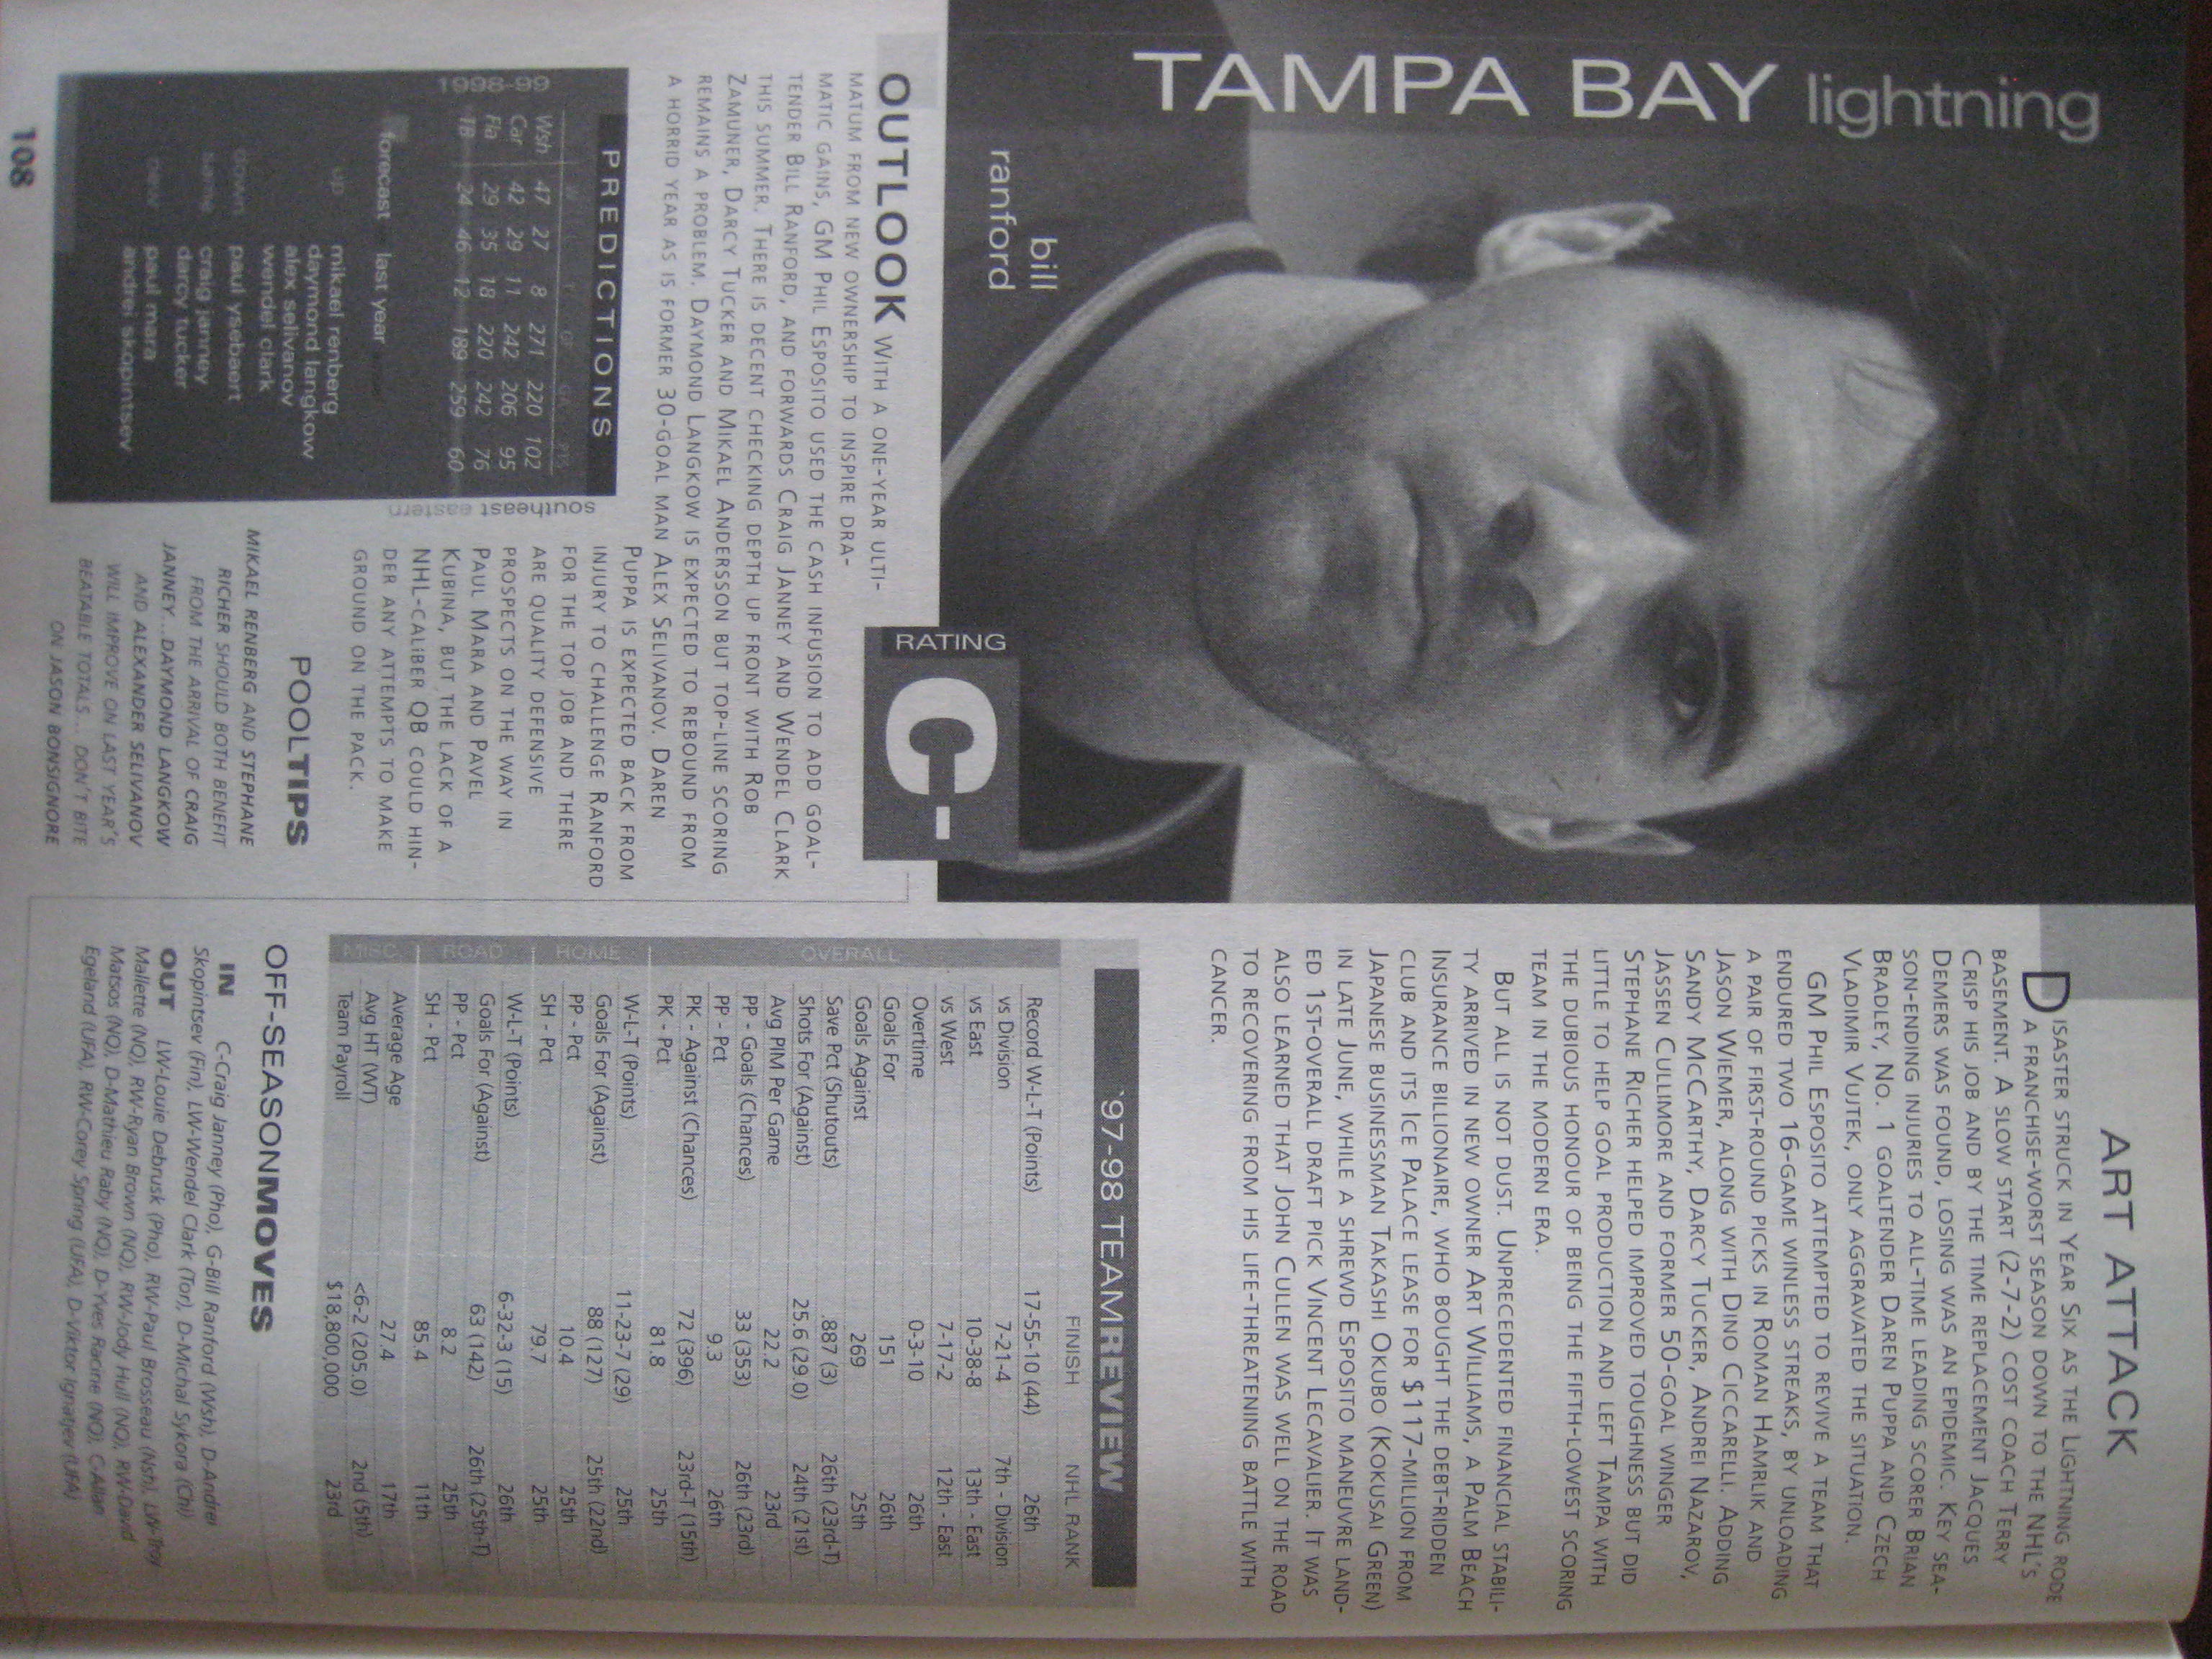 TAMPA BAY lightning
bill
ranford
RATING
C-
OUTLOOK WITH A ONE-YEAR ULTI-
MATUM FROM NEW OWNERSHIP TO INSPIRE DRA-
MATIC GAINS, GM PHIL ESPOSITO USED THE CASH INFUSION TO ADD GOAL-
TENDER BILL RANFORD, AND FORWARDS CRAIG JANNEY AND WENDEL CLARK
THIS SUMMER. THERE IS DECENT CHECKING DEPTH UP FRONT WITH ROB
ZAMUNER, DARCY TUCKER AND MIKAEL ANDERSSON BUT TOP-LINE SCORING
REMAINS A PROBLEM. DAYMOND LANGKOW IS EXPECTED TO REBOUND FROM
A HORRID YEAR AS IS FORMER 30-GOAL MAN ALEX SELIVANOV. DAREN
PUPPA IS EXPECTED BACK FROM
INJURY TO CHALLENGE RANFORD
FOR THE TOP JOB AND THERE
ARE QUALITY DEFENSIVE
PROSPECTS ON THE WAY IN
PAUL MARA AND PAVEL
KUBINA, BUT THE LACK OF A
NHL-CALIBER QB COULD HIN-
DER ANY ATTEMPTS TO MAKE
GROUND ON THE PACK.
PREDICTIONS
1998-99
southeast eastern
W L T GF GA Pts
Wsh 47 27 8 271 220 102
Car 42 29 11 242 206 95
Fla 29 35 18 220 242 76
TB 24 46 12 189 259 60
forecast - last year
up mikael renberg
daymond langkow
alex selivanov
wendel clark
down paul ysebaert
same craig janney
darcy tucker
new paul mara
andrei skopintsev
POOLTIPS
MIKAEL RENBERG AND STEPHANE
RICHER SHOULD BOTH BENEFIT
FROM THE ARRIVAL OF CRAIG
JANNEY... DAYMOND LANGKOW
AND ALEXANDER SELIVANOV
WILL IMPROVE ON LAST YEAR'S
BEATABLE TOTALS... DON'T BITE
ON JASON BONSIGNORE
108
ART ATTACK
DISASTER STRUCK IN YEAR SIX AS THE LIGHTNING RODE
A FRANCHISE-WORST SEASON DOWN TO THE NHL'S
BASEMENT. A SLOW START (2-7-2) COST COACH TERRY
CRISP HIS JOB AND BY THE TIME REPLACEMENT JACQUES
DEMERS WAS FOUND, LOSING WAS AN EPIDEMIC. KEY SEA-
SON-ENDING INJURIES TO ALL-TIME LEADING SCORER BRIAN
BRADLEY, NO. 1 GOALTENDER DAREN PUPPA AND CZECH
VLADIMIR VUJTEK, ONLY AGGRAVATED THE SITUATION.
GM PHIL ESPOSITO ATTEMPTED TO REVIVE A TEAM THAT
ENDURED TWO 16-GAME WINLESS STREAKS, BY UNLOADING
A PAIR OF FIRST-ROUND PICKS IN ROMAN HAMRLIK AND
JASON WIEMER, ALONG WITH DINO CICCARELLI. ADDING
SANDY MCCARTHY, DARCY TUCKER, ANDREI NAZAROV,
JASSEN CULLIMORE AND FORMER 50-GOAL WINGER
STEPHANE RICHER HELPED IMPROVED TOUGHNESS BUT DID
LITTLE TO HELP GOAL PRODUCTION AND LEFT TAMPA WITH
THE DUBIOUS HONOUR OF BEING THE FIFTH-LOWEST SCORING
TEAM IN THE MODERN ERA.
BUT ALL IS NOT DUST. UNPRECEDENTED FINANCIAL STABILI-
TY ARRIVED IN NEW OWNER ART WILLIAMS, A PALM BEACH
INSURANCE BILLIONAIRE, WHO BOUGHT THE DEBT-RIDDEN
CLUB AND ITS ICE PALACE LEASE FOR $117-MILLION FROM
JAPANESE BUSINESSMAN TAKASHI OKUBO (KOKUSAI GREEN)
IN LATE JUNE, WHILE A SHREWD ESPOSITO MANEUVRE LAND-
ED 1ST-OVERALL DRAFT PICK VINCENT LECAVALIER. IT WAS
ALSO LEARNED THAT JOHN CULLEN WAS WELL ON THE ROAD
TO RECOVERING FROM HIS LIFE-THREATENING BATTLE WITH
CANCER.
'97-98 TEAMREVIEW
FINISH NHL RANK
OVERALL
Record W-L-T (Points) 17-55-10 (44) 26th
vs Division 7-21-4 7th - Division
vs East 10-38-8 13th - East
vs West 7-17-2 12th - East
Overtime 0-3-10 26th
Goals For 151 26th
Goals Against 269 25th
Save Pct (Shutouts) .887 (3) 26th (23rd-T)
Shots For (Against) 25.6 (29.0) 24th (21st)
Avg PIM Per Game 22.2 23rd
PP - Goals (Chances) 33 (353) 26th (23rd)
PP - Pct 9.3 26th
PK - Against (Chances) 72 (396) 23rd-T (15th)
PK - Pct 81.8 25th
HOME
W-L-T (Points) 11-23-7 (29) 25th
Goals For (Against) 88 (127) 25th (22nd)
PP - Pct 10.4 25th
SH - Pct 79.7 25th
ROAD
W-L-T (Points) 6-32-3 (15) 26th
Goals For (Against) 63 (142) 26th (25th-T)
PP - Pct 8.2 25th
SH - Pct 85.4 11th
MISC.
Average Age 27.4 17th
Avg HT (WT) <6-2 (205.0) 2nd (5th)
Team Payroll $18,800,000 23rd
OFF-SEASONMOVES
IN C-Craig Janney (Pho), G-Bill Ranford (Wsh), D-Andrei
Skopintsev (Fin), LW-Wendel Clark (Tor), D-Michal Sykora (Chi)
OUT LW-Louie Debrusk (Pho), RW-Paul Brosseau (Nsh), LW-Troy
Mallette (NQ), RW-Ryan Brown (NQ), RW-Jody Hull (NQ), RW-David
Matsos (NQ), D-Mathieu Raby (NQ), D-Yves Racine (NQ), C-Allan
Egeland (UFA), RW-Corey Spring (UFA), D-Viktor Ignatjev (UFA)